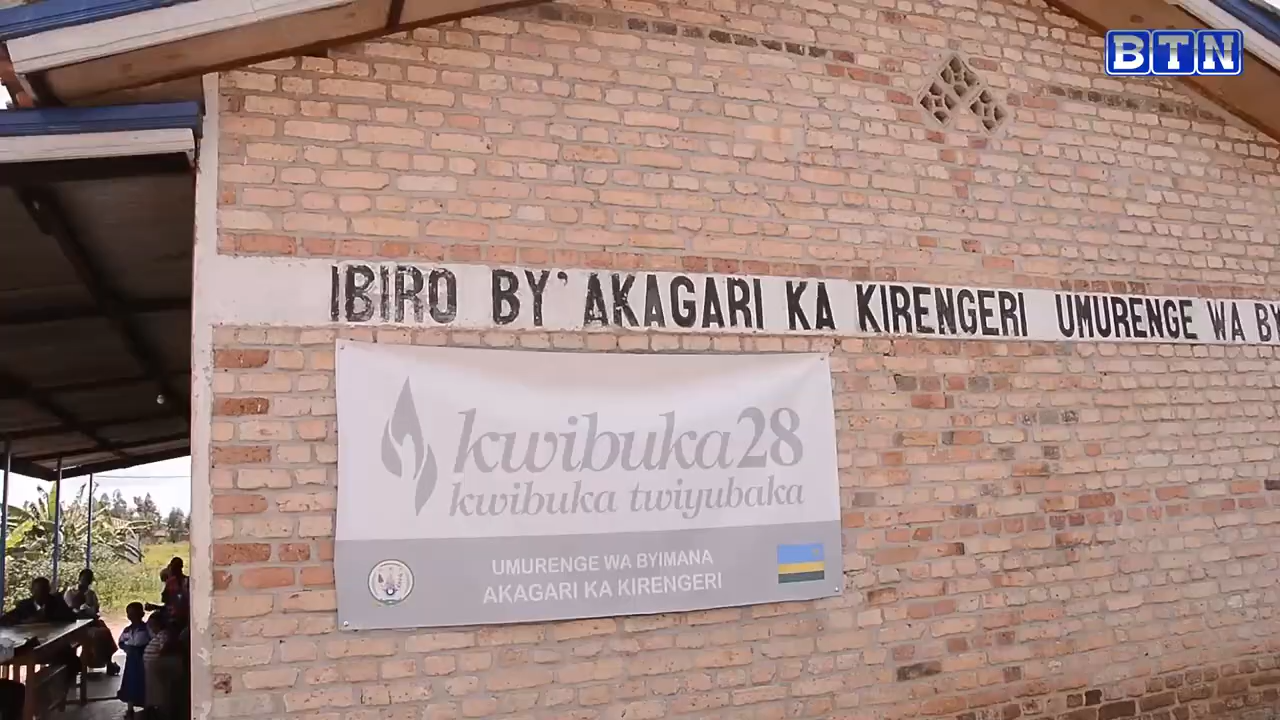 BTN
IBIRO BY' AKAGARI KA KIRENGERI UMURENGE WA BY
kwibuka28
kwibuka twiyubaka
UMURENGE WA BYIMANA
AKAGARI KA KIRENGERI